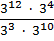 3¹² · 3⁴
3³ · 3¹⁰